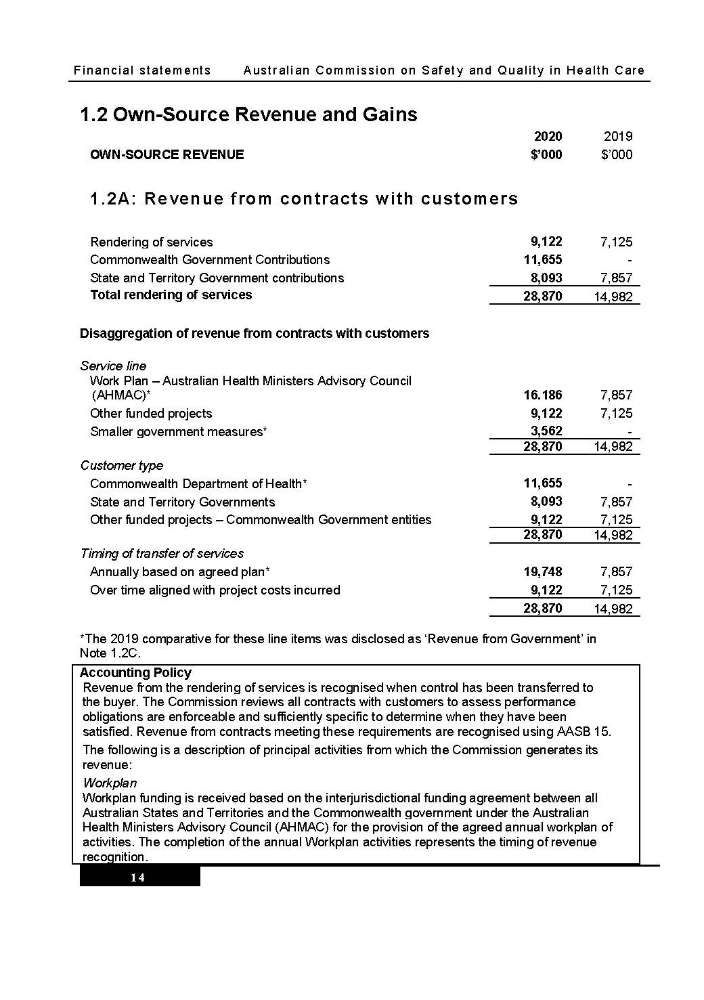 Financial statements Australian Commission on Safety and Quality in Health Care
1.2 Own-Source Revenue and Gains
2020 2019
OWN-SOURCE REVENUE $’000 $’000
1.2A: Revenue from contracts with customers
Rendering of services 9,122 7,125
Commonwealth Government Contributions 11,655 -
State and Territory Government contributions 8,093 7,857
Total rendering of services 28,870 14,982
Disaggregation of revenue from contracts with customers
Service line
Work Plan – Australian Health Ministers Advisory Council
(AHMAC)* 16.186 7,857
Other funded projects 9,122 7,125
Smaller government measures* 3,562 -
28,870 14,982
Customer type
Commonwealth Department of Health* 11,655 -
State and Territory Governments 8,093 7,857
Other funded projects – Commonwealth Government entities 9,122 7,125
28,870 14,982
Timing of transfer of services
Annually based on agreed plan* 19,748 7,857
Over time aligned with project costs incurred 9,122 7,125
28,870 14,982
*The 2019 comparative for these line items was disclosed as ‘Revenue from Government’ in
Note 1.2C.
Accounting Policy
Revenue from the rendering of services is recognised when control has been transferred to
the buyer. The Commission reviews all contracts with customers to assess performance
obligations are enforceable and sufficiently specific to determine when they have been
satisfied. Revenue from contracts meeting these requirements are recognised using AASB 15.
The following is a description of principal activities from which the Commission generates its
revenue:
Workplan
Workplan funding is received based on the interjurisdictional funding agreement between all
Australian States and Territories and the Commonwealth government under the Australian
Health Ministers Advisory Council (AHMAC) for the provision of the agreed annual workplan of
activities. The completion of the annual Workplan activities represents the timing of revenue
recognition.
14